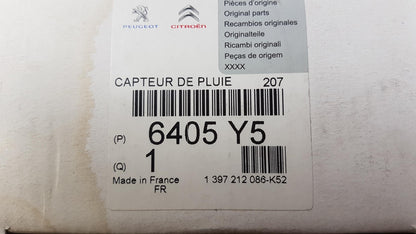 Pièces d'origine
PEUGEOT CITROËN Original parts
Recambios originales
Originalteile
Ricambi originali
Peças de origem
XXXX
CAPTEUR DE PLUIE 207
(P) 6405 Y5
(Q) 1
Made in France 1 397 212 086-K52
FR